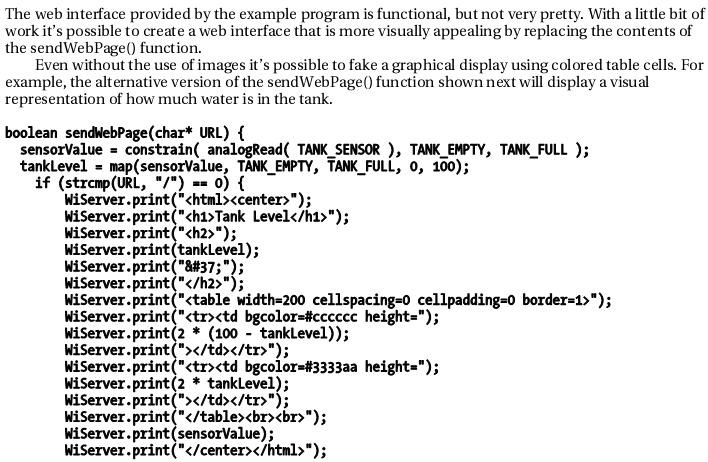 The web interface provided by the example program is functional, but not very pretty. With a little bit of
work it’s possible to create a web interface that is more visually appealing by replacing the contents of
the sendWebPage() function.
Even without the use of images it’s possible to fake a graphical display using colored table cells. For
example, the alternative version of the sendWebPage() function shown next will display a visual
representation of how much water is in the tank.
boolean sendWebPage(char* URL) {
  sensorValue = constrain( analogRead( TANK_SENSOR ), TANK_EMPTY, TANK_FULL );
  tankLevel = map(sensorValue, TANK_EMPTY, TANK_FULL, 0, 100);
    if (strcmp(URL, "/") == 0) {
        WiServer.print("<html><center>");
        WiServer.print("<h1>Tank Level</h1>");
        WiServer.print("<h2>");
        WiServer.print(tankLevel);
        WiServer.print("&#37;");
        WiServer.print("</h2>");
        WiServer.print("<table width=200 cellspacing=0 cellpadding=0 border=1>");
        WiServer.print("<tr><td bgcolor=#cccccc height=");
        WiServer.print(2 * (100 - tankLevel));
        WiServer.print("></td></tr>");
        WiServer.print("<tr><td bgcolor=#3333aa height=");
        WiServer.print(2 * tankLevel);
        WiServer.print("></td></tr>");
        WiServer.print("</table><br><br>");
        WiServer.print(sensorValue);
        WiServer.print("</center></html>");